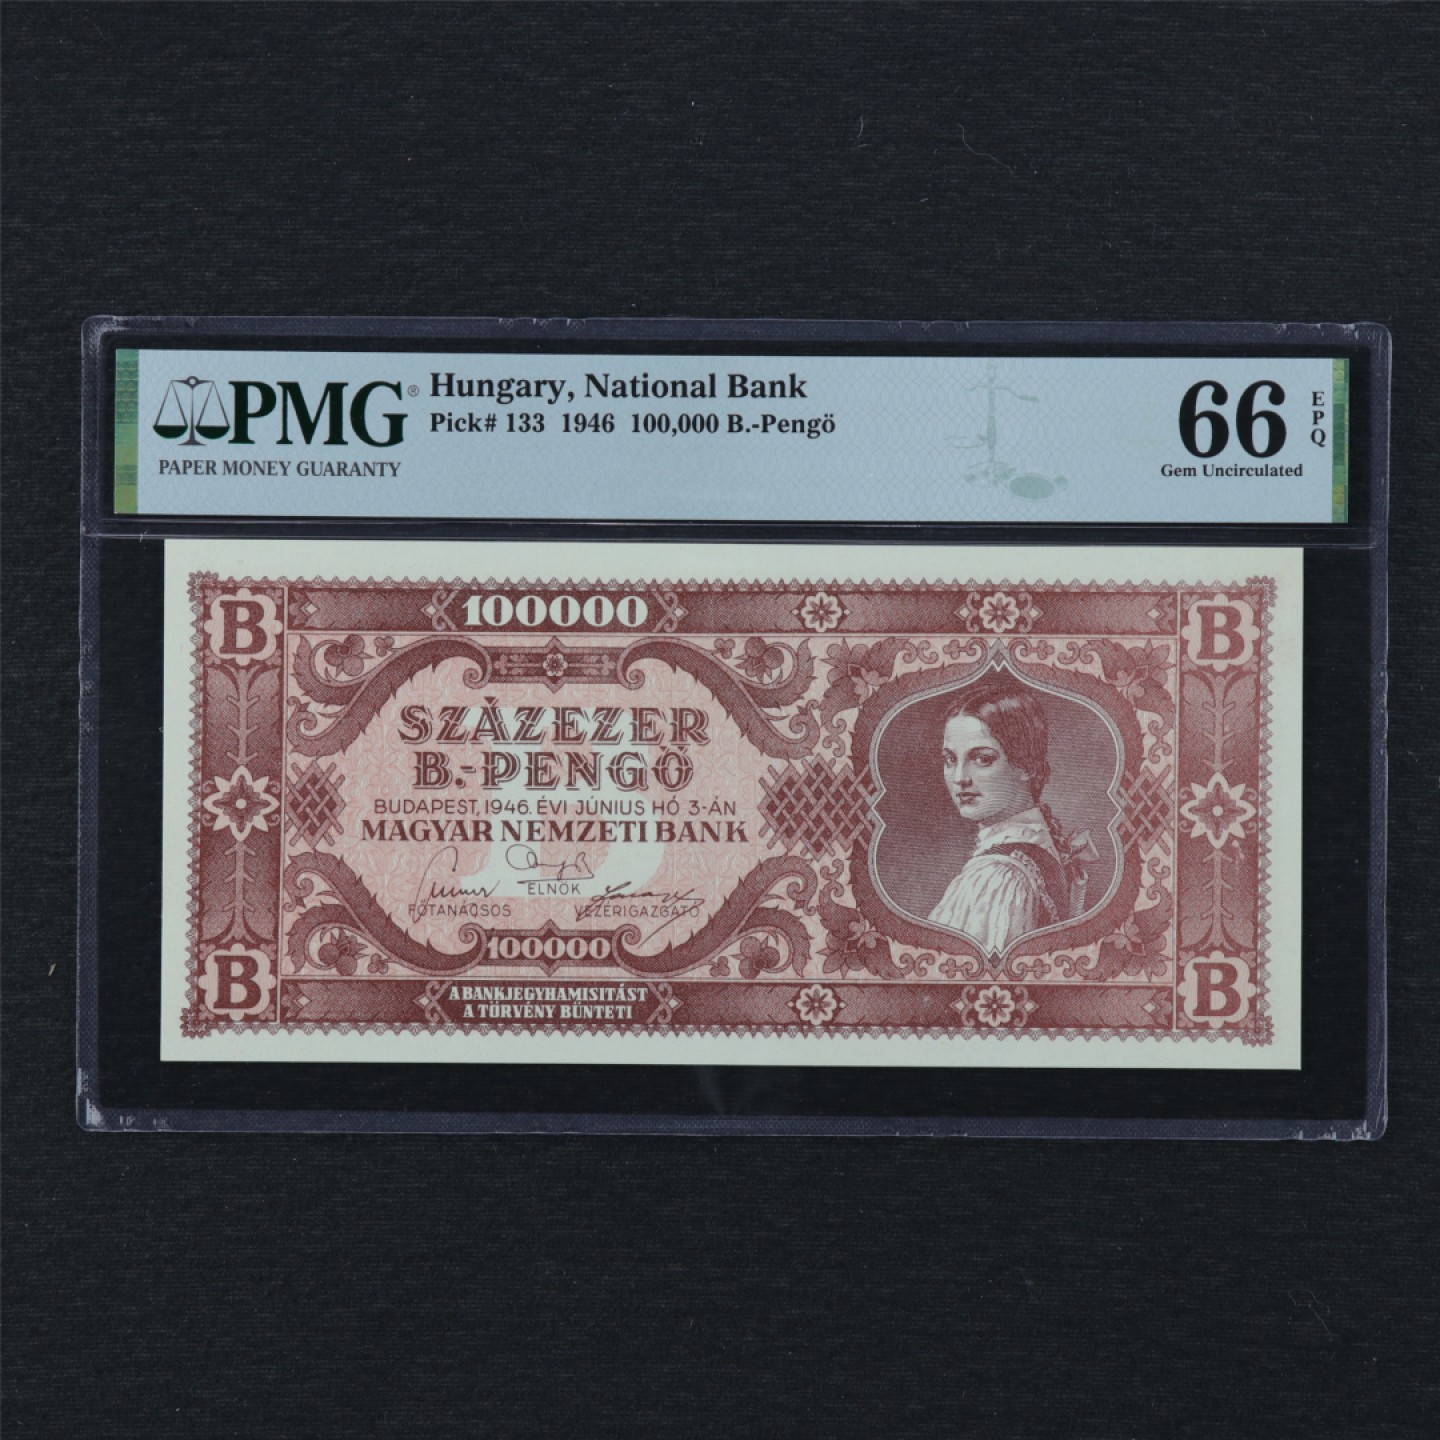 PMG®
PAPER MONEY GUARANTY
Hungary, National Bank
Pick# 133 1946 100,000 B.-Pengö
66
EPQ
Gem Uncirculated
B
100000
B
SZÁZEZER
B.-PENGŐ
BUDAPEST, 1946. ÉVI JÚNIUS HÓ 3-ÁN
MAGYAR NEMZETI BANK
ELNÖK
FŐTANÁCSOS
VEZÉRIGAZGATÓ
100000
B
A BANKJEGYHAMISITÁST
A TÖRVÉNY BÜNTETI
B